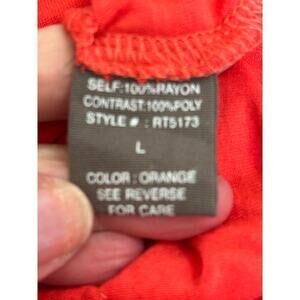 SELF:100%RAYON
CONTRAST:100%POLY
STYLE # : RT5173
L
COLOR : ORANGE
SEE REVERSE
FOR CARE